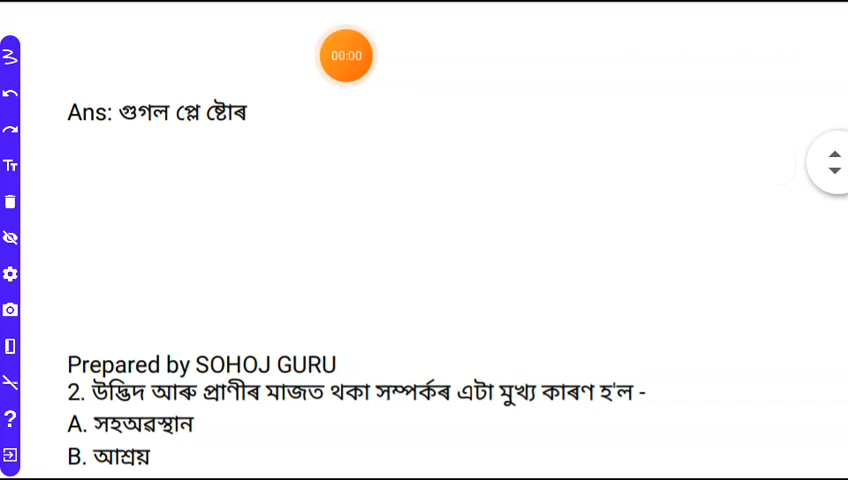 00:00
Ans: গুগল প্লে ষ্টোৰ
Prepared by SOHOJ GURU
2. উদ্ভিদ আৰু প্ৰাণীৰ মাজত থকা সম্পৰ্কৰ এটা মুখ্য কাৰণ হ'ল -
A. সহঅৱস্থান
B. আশ্ৰয়